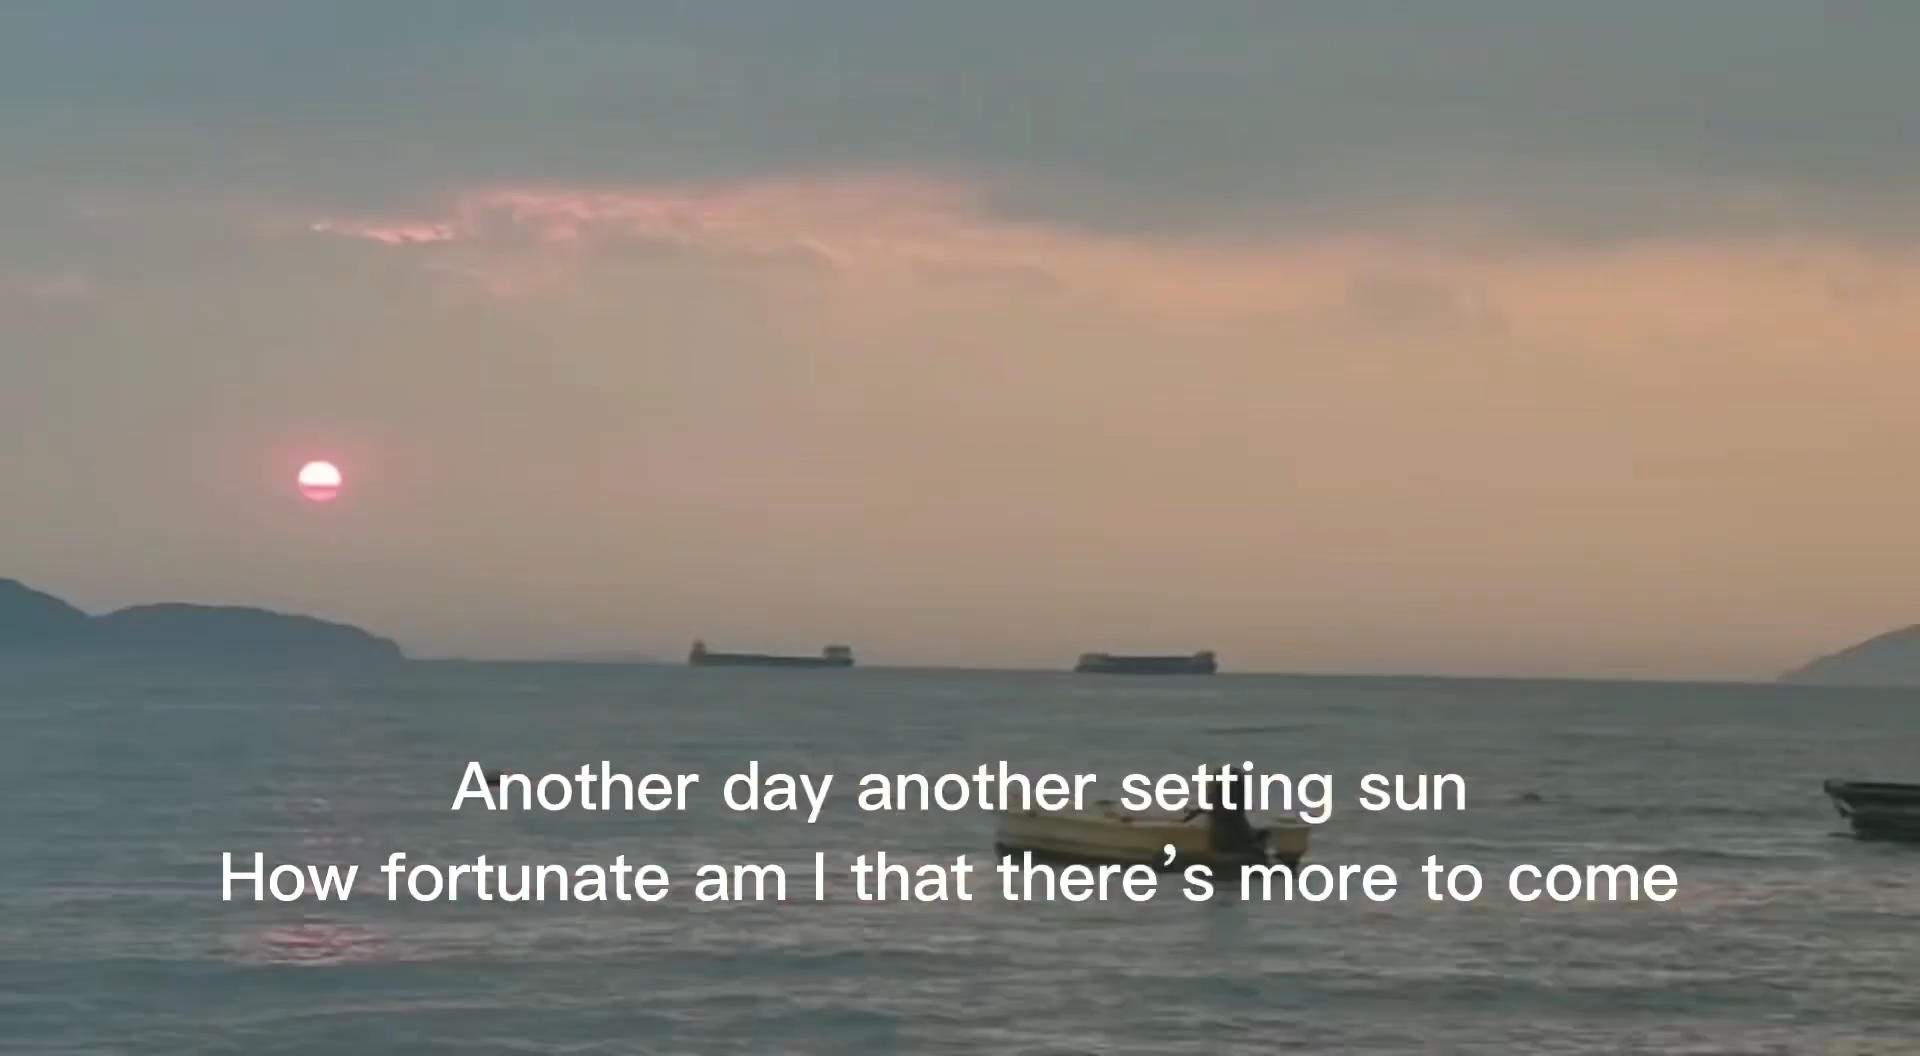 Another day another setting sun
How fortunate am I that there’s more to come